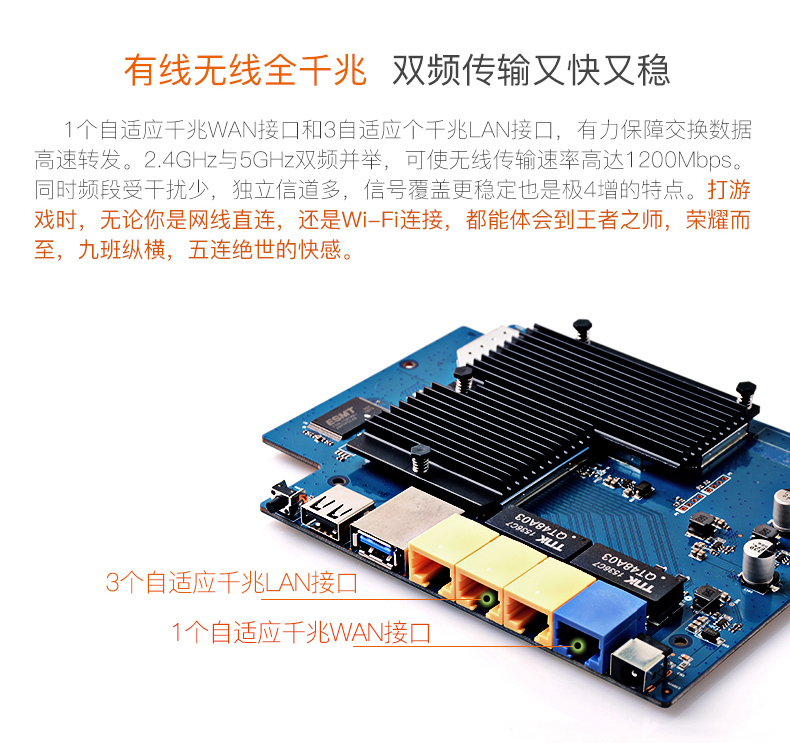 有线无线全千兆 双频传输又快又稳
1个自适应千兆WAN接口和3自适应个千兆LAN接口，有力保障交换数据
高速转发。2.4GHz与5GHz双频并举，可使无线传输速率高达1200Mbps。
同时频段受干扰少，独立信道多，信号覆盖更稳定也是极4增的特点。打游
戏时，无论你是网线直连，还是Wi-Fi连接，都能体会到王者之师，荣耀而
至，九班纵横，五连绝世的快感。
ESMT
TNK 1536C7
QT48A03
TNK 1536C7
QT48A03
3个自适应千兆LAN接口
1个自适应千兆WAN接口